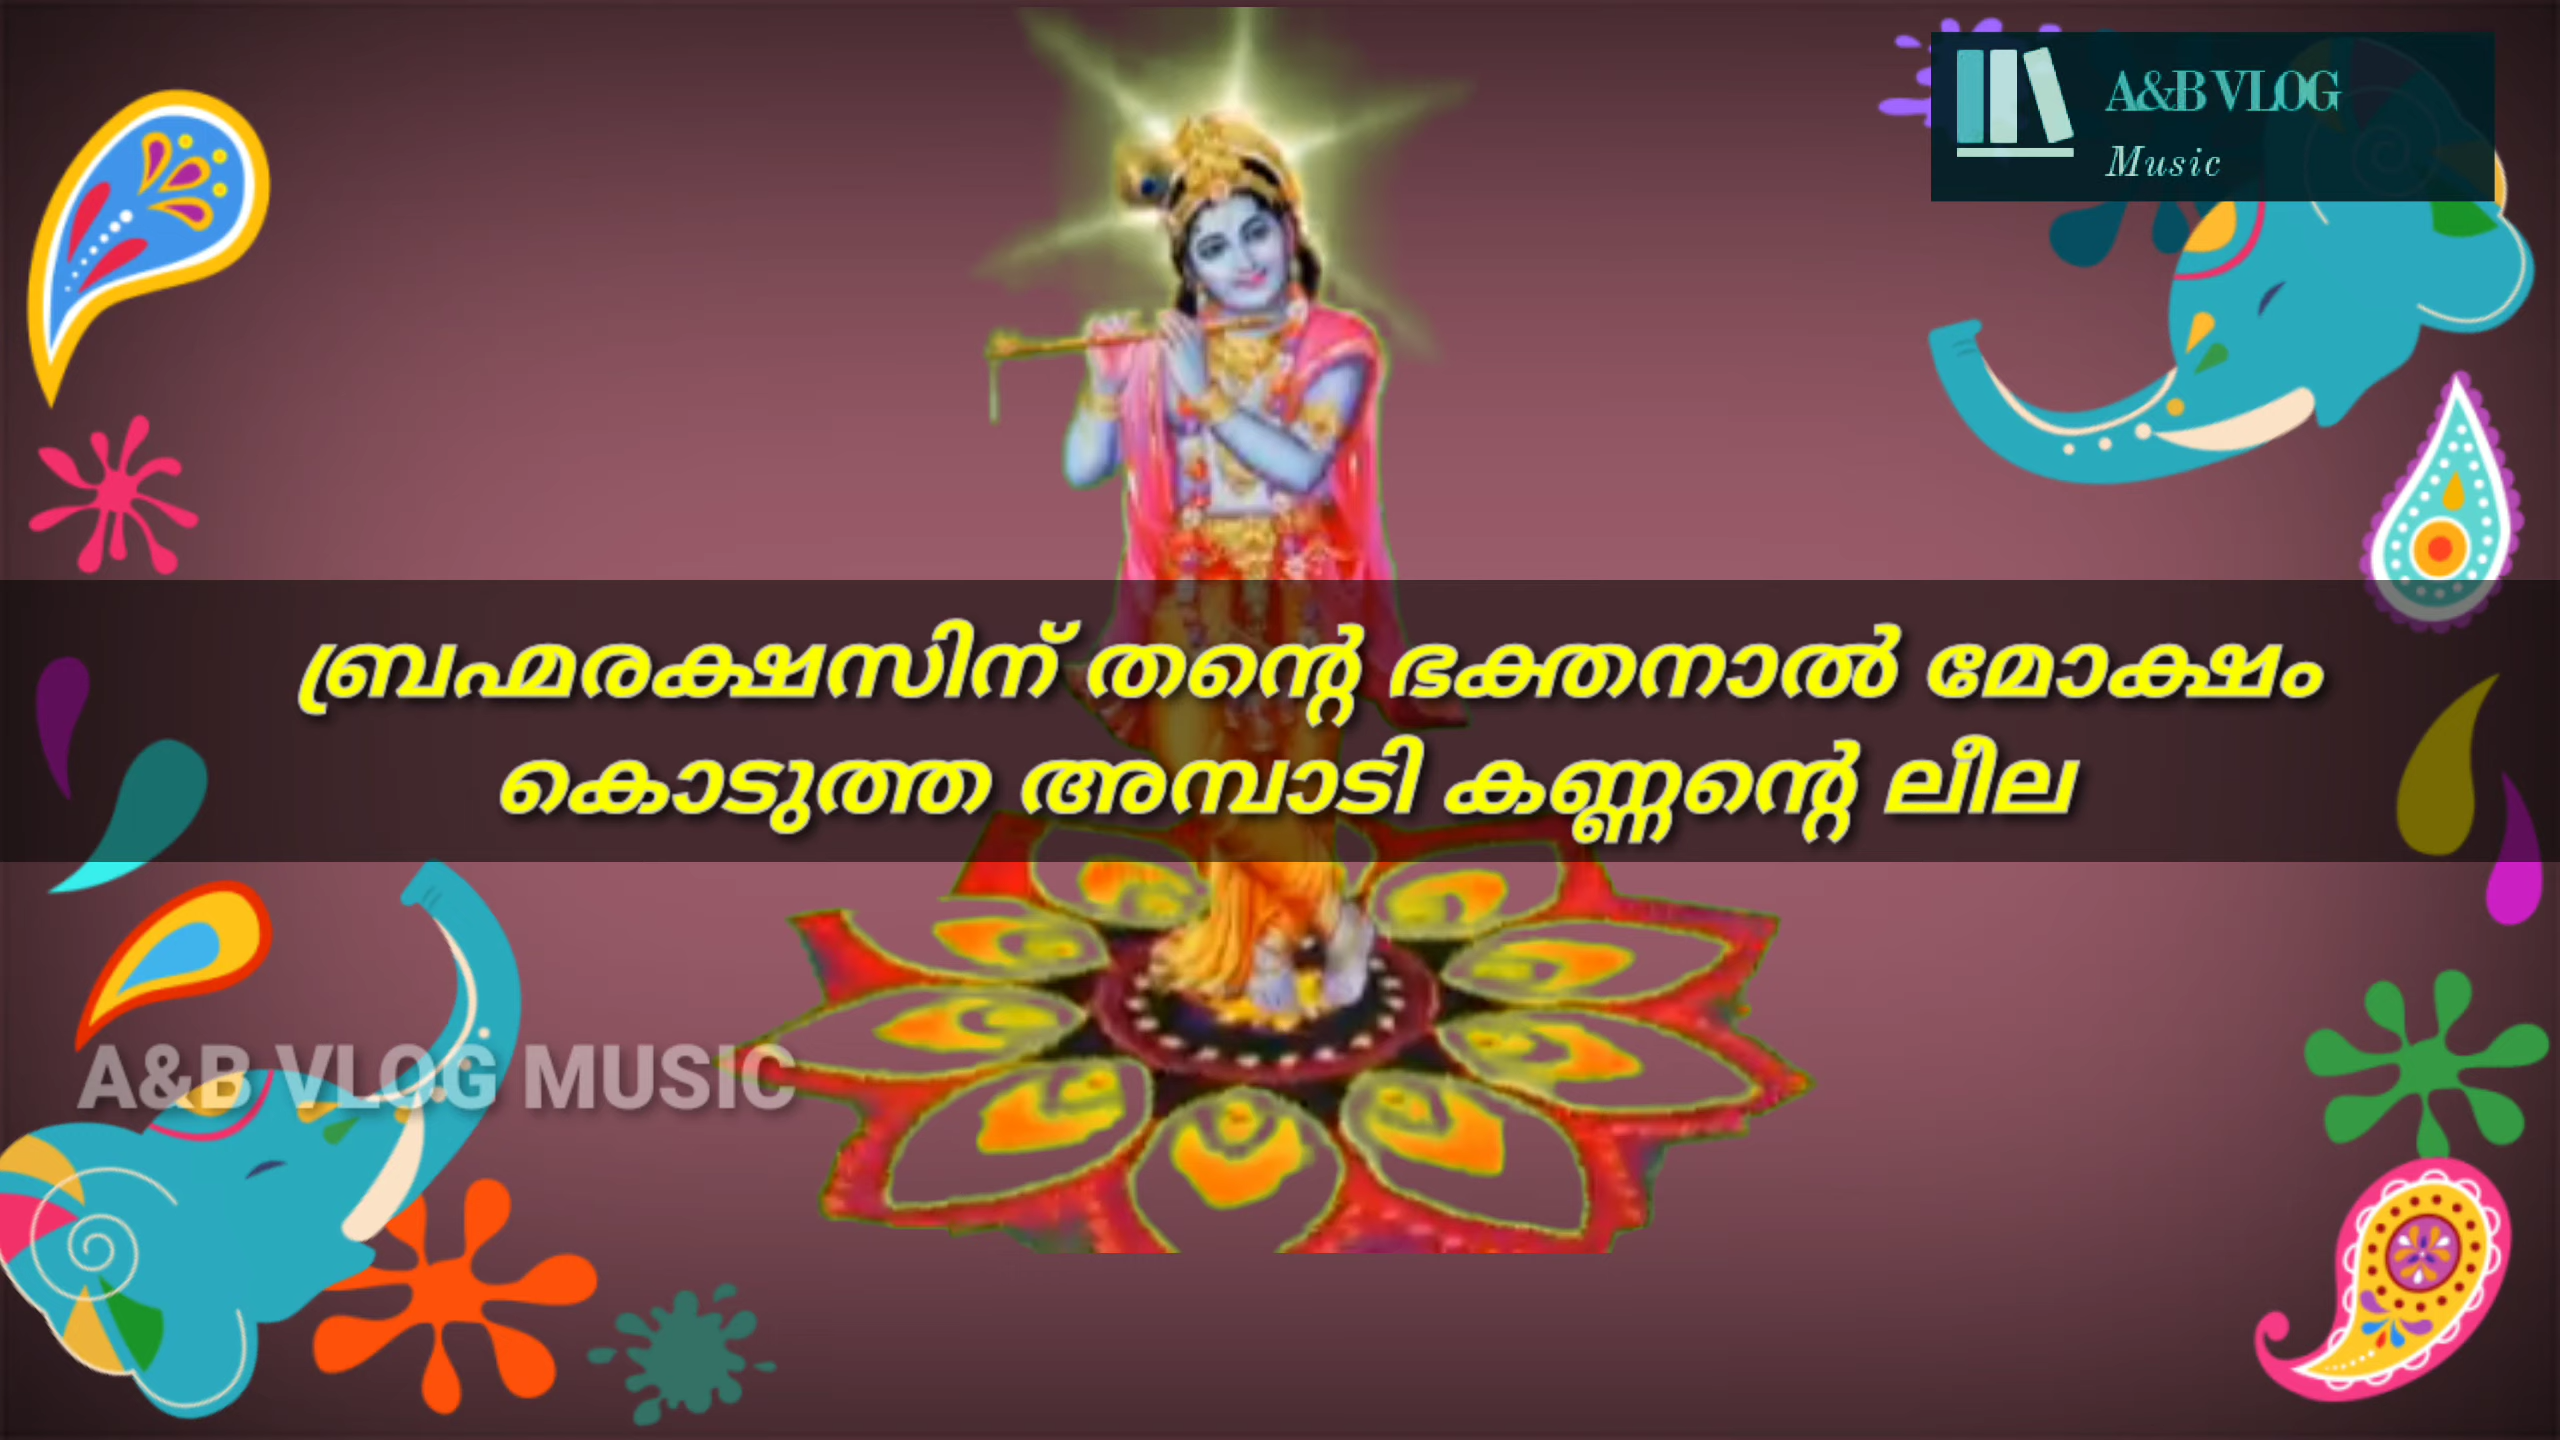 A&B VLOG
Music
ബ്രഹ്മരക്ഷസിന് തന്റെ ഭക്തനാൽ മോക്ഷം
കൊടുത്ത അമ്പാടി കണ്ണന്റെ ലീല
A&B VLOG MUSIC